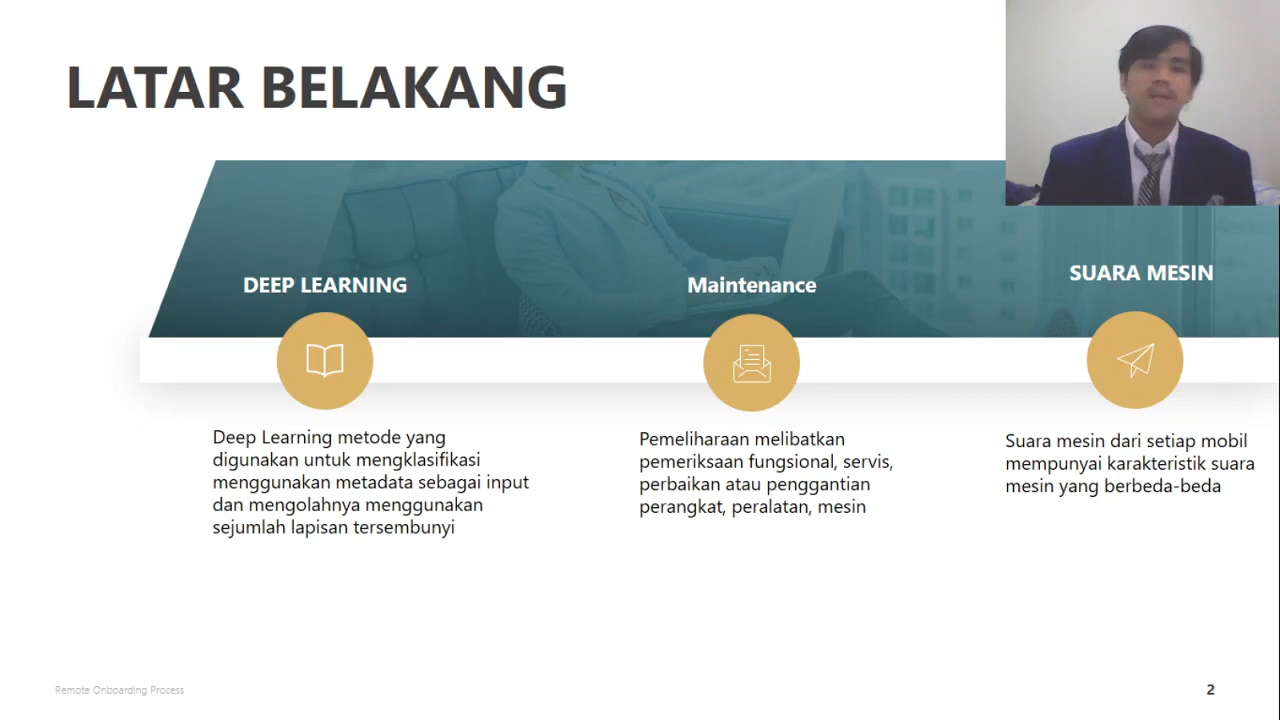 LATAR BELAKANG
DEEP LEARNING
Deep Learning metode yang
digunakan untuk mengklasifikasi
menggunakan metadata sebagai input
dan mengolahnya menggunakan
sejumlah lapisan tersembunyi
Maintenance
Pemeliharaan melibatkan
pemeriksaan fungsional, servis,
perbaikan atau penggantian
perangkat, peralatan, mesin
SUARA MESIN
Suara mesin dari setiap mobil
mempunyai karakteristik suara
mesin yang berbeda-beda
Remote Onboarding Process
2